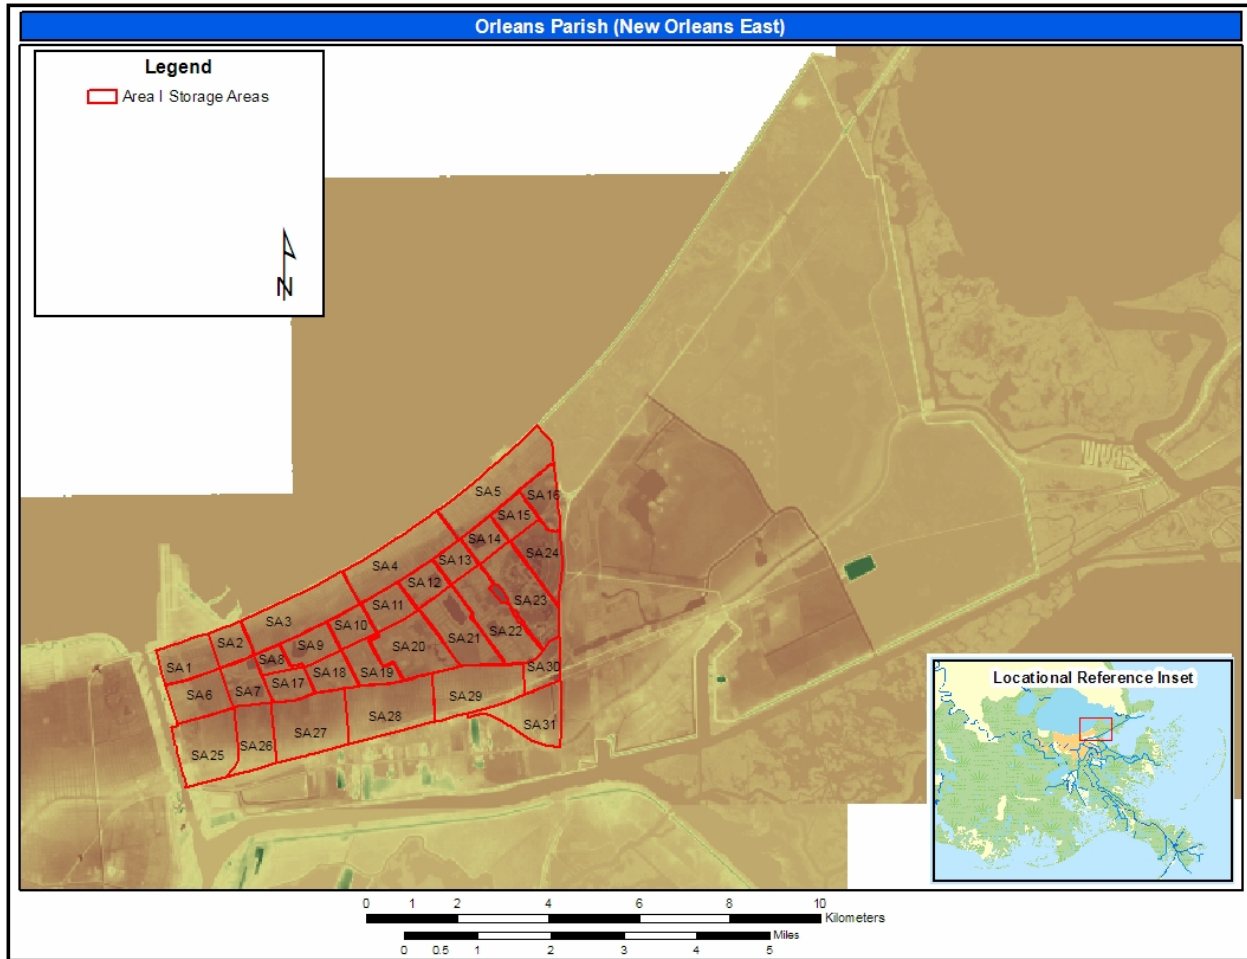 Orleans Parish (New Orleans East)
Legend
Area I Storage Areas
N
SA5
SA16
SA15
SA14
SA24
SA13
SA4
SA12
SA11
SA23
SA3
SA10
SA22
SA21
SA2
SA9
SA20
SA8
SA1
SA18
SA19
SA30
SA17
SA7
SA6
SA29
SA28
SA31
SA27
SA26
SA25
Locational Reference Inset
0 1 2 4 6 8 10
Kilometers
Miles
0 0.5 1 2 3 4 5